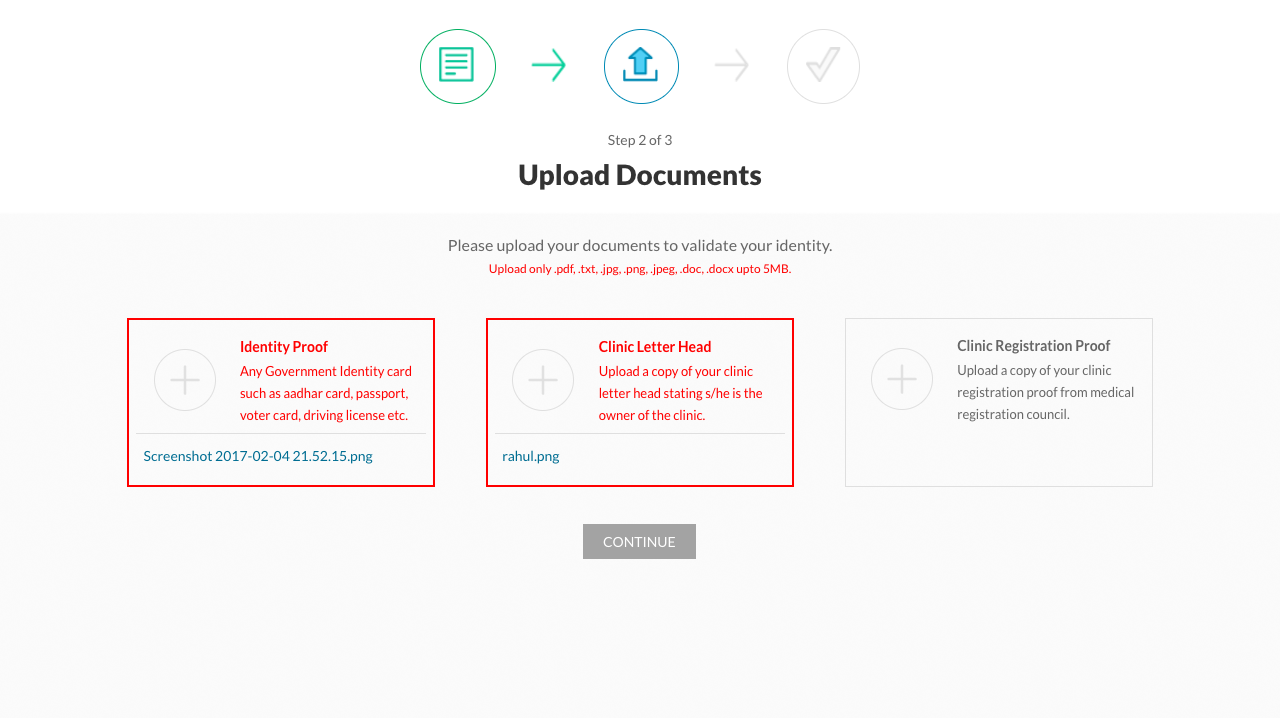 Step 2 of 3
Upload Documents
Please upload your documents to validate your identity.
Upload only .pdf, .txt, .jpg, .png, .jpeg, .doc, .docx upto 5MB.
Identity Proof
Any Government Identity card
such as aadhar card, passport,
voter card, driving license etc.
Screenshot 2017-02-04 21.52.15.png
Clinic Letter Head
Upload a copy of your clinic
letter head stating s/he is the
owner of the clinic.
rahul.png
Clinic Registration Proof
Upload a copy of your clinic
registration proof from medical
registration council.
CONTINUE